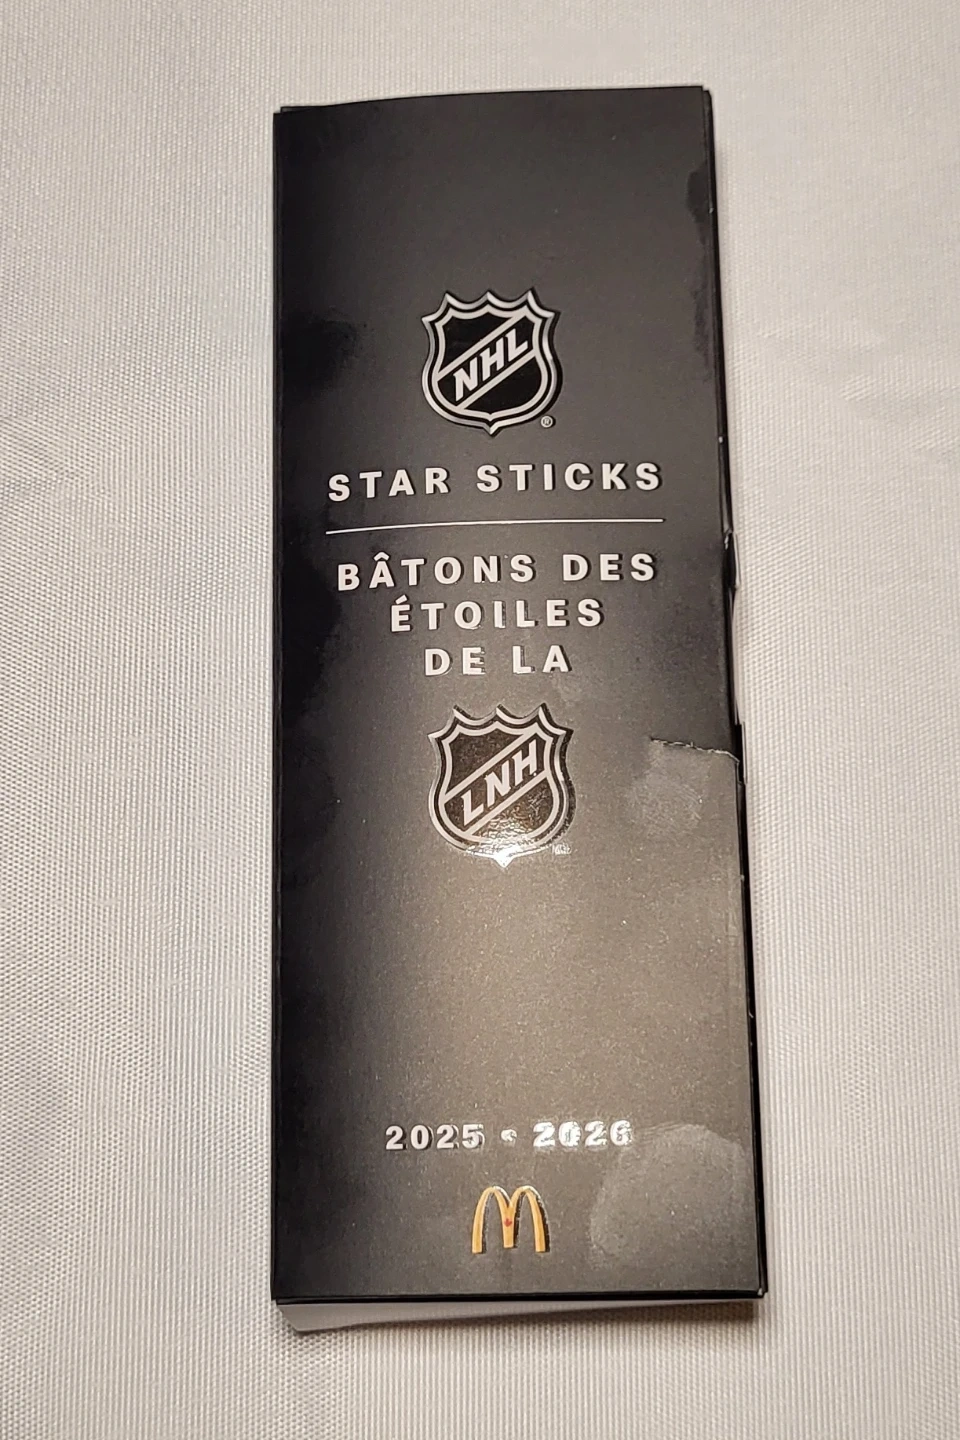 NHL
®
STAR STICKS
BÂTONS DES
ÉTOILES
DE LA
LNH
2025 • 2026